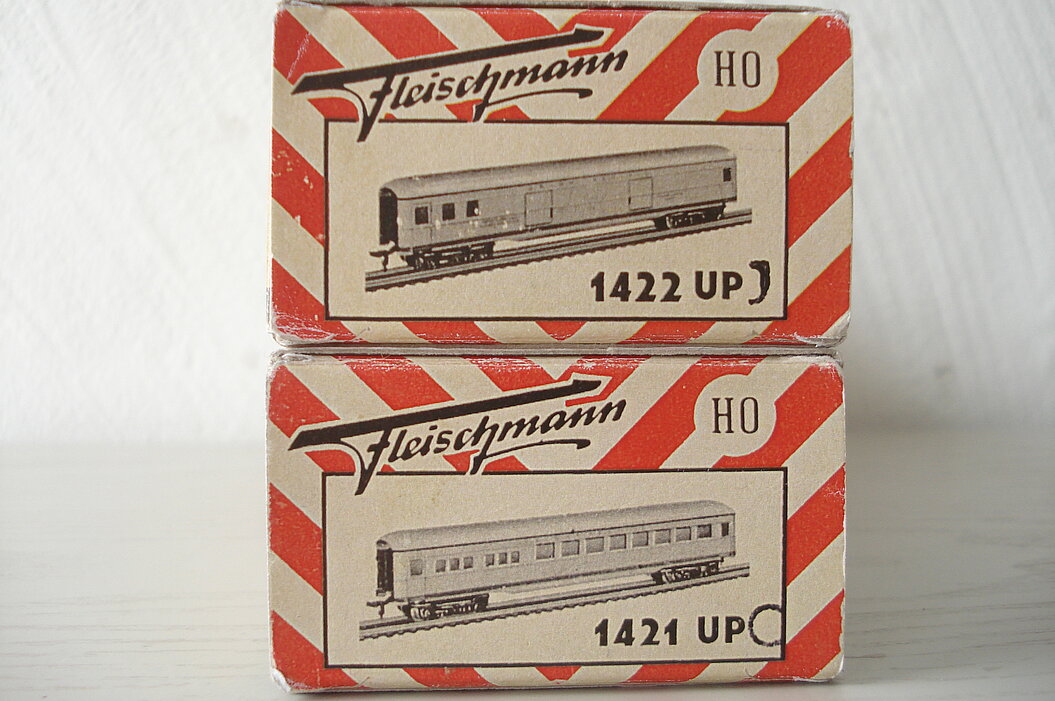 Fleischmann
HO
1422 UP J
Fleischmann
HO
1421 UP C